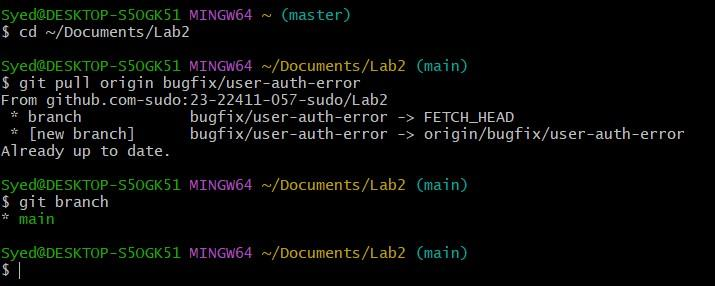 Syed@DESKTOP-S5OGK51 MINGW64 ~ (master)
$ cd ~/Documents/Lab2
Syed@DESKTOP-S5OGK51 MINGW64 ~/Documents/Lab2 (main)
$ git pull origin bugfix/user-auth-error
From github.com-sudo:23-22411-057-sudo/Lab2
 * branch            bugfix/user-auth-error -> FETCH_HEAD
 * [new branch]      bugfix/user-auth-error -> origin/bugfix/user-auth-error
Already up to date.
Syed@DESKTOP-S5OGK51 MINGW64 ~/Documents/Lab2 (main)
$ git branch
* main
Syed@DESKTOP-S5OGK51 MINGW64 ~/Documents/Lab2 (main)
$